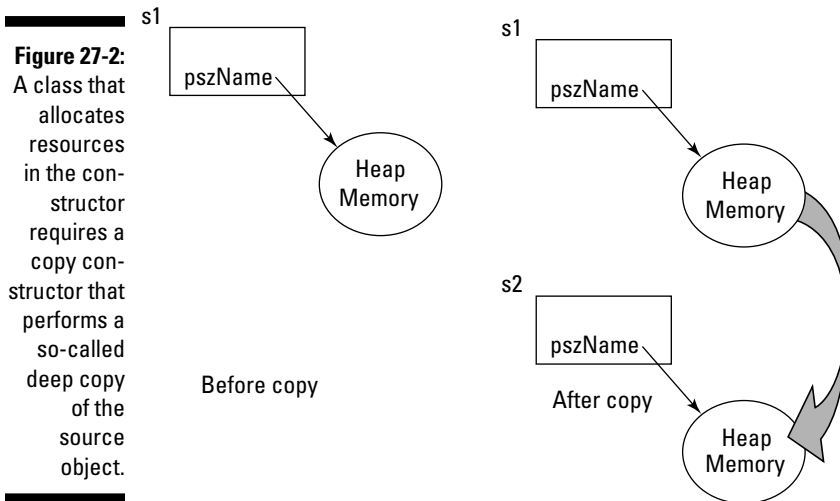 Figure 27-2:
A class that
allocates
resources
in the con-
structor
requires a
copy con-
structor that
performs a
so-called
deep copy
of the
source
object.
s1
pszName
Heap
Memory
Before copy
s1
pszName
Heap
Memory
s2
pszName
After copy
Heap
Memory